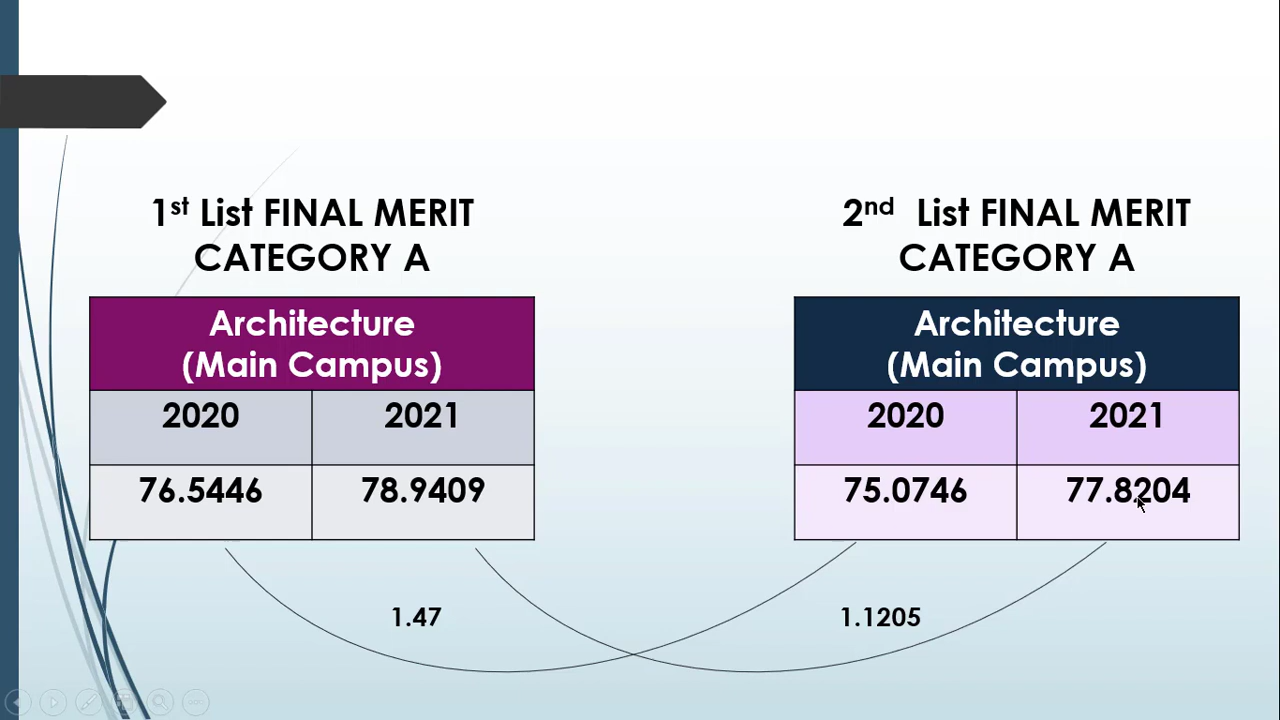 1st List FINAL MERIT
CATEGORY A
Architecture
(Main Campus)
2020 2021
76.5446 78.9409
2nd List FINAL MERIT
CATEGORY A
Architecture
(Main Campus)
2020 2021
75.0746 77.8204
1.47
1.1205